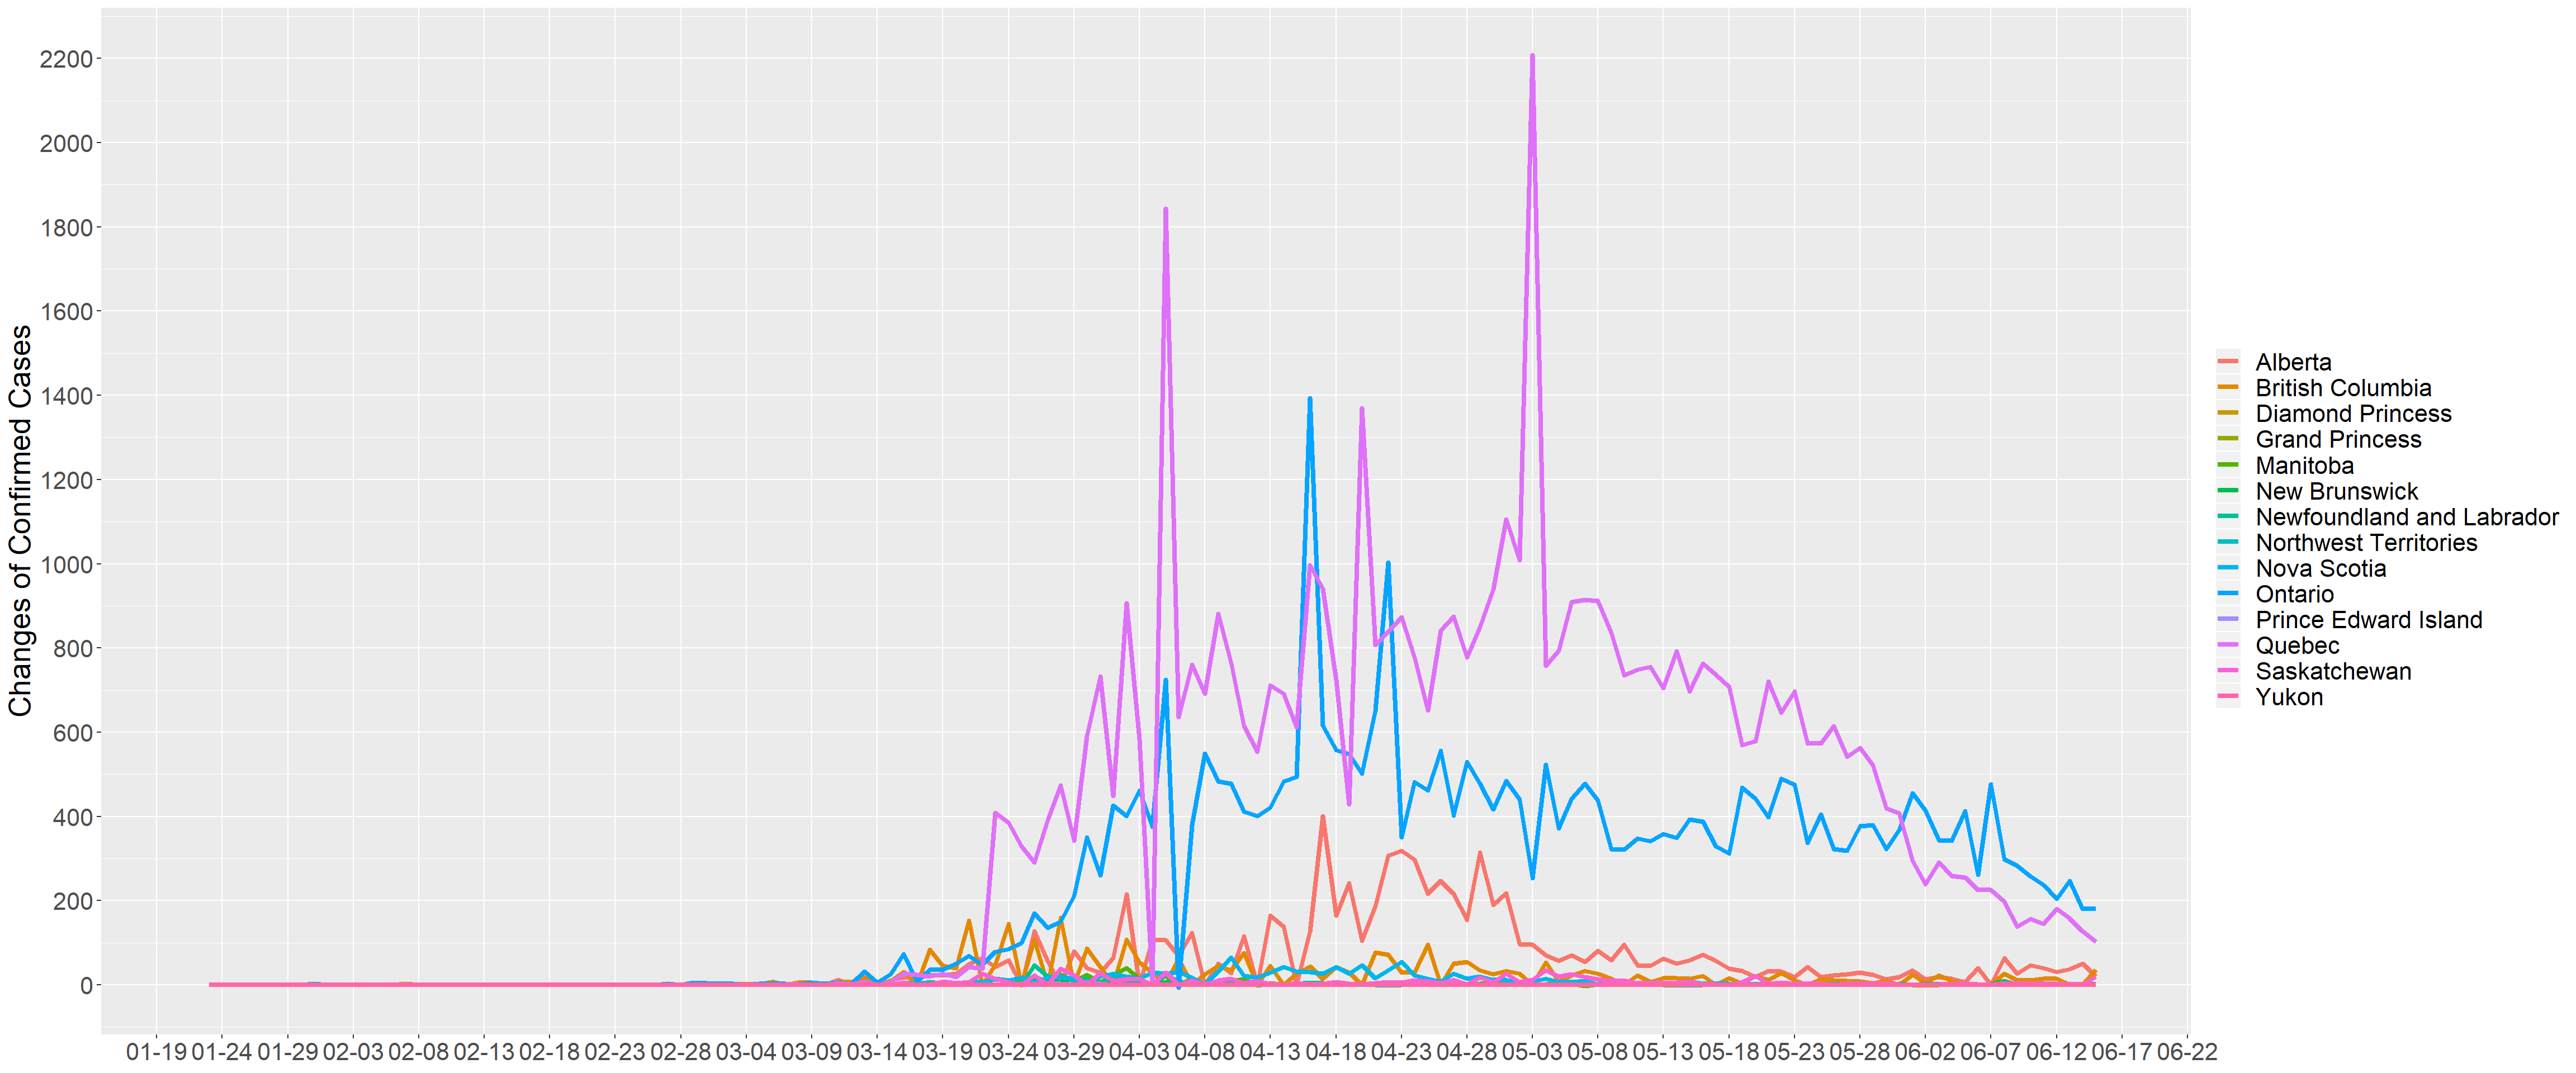 Changes of Confirmed Cases
2200
2000
1800
1600
1400
1200
1000
800
600
400
200
0
01-19 01-24 01-29 02-03 02-08 02-13 02-18 02-23 02-28 03-04 03-09 03-14 03-19 03-24 03-29 04-03 04-08 04-13 04-18 04-23 04-28 05-03 05-08 05-13 05-18 05-23 05-28 06-02 06-07 06-12 06-17 06-22
Alberta
British Columbia
Diamond Princess
Grand Princess
Manitoba
New Brunswick
Newfoundland and Labrador
Northwest Territories
Nova Scotia
Ontario
Prince Edward Island
Quebec
Saskatchewan
Yukon